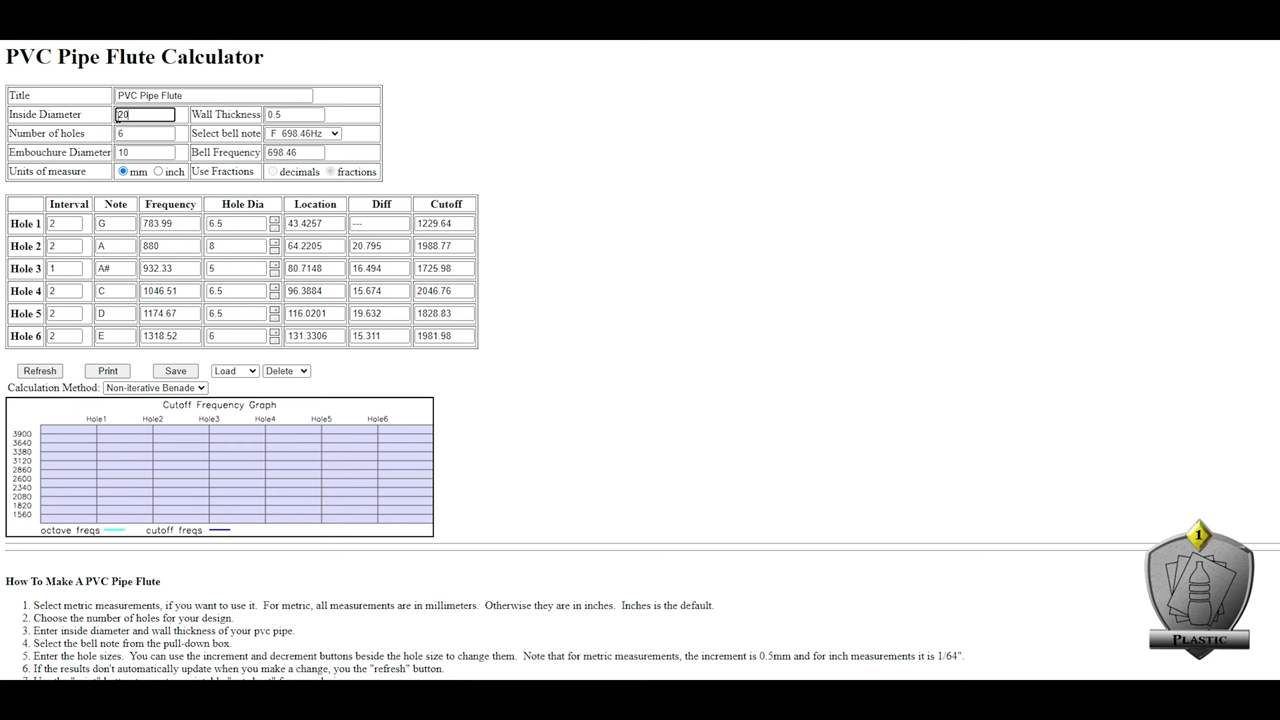 PVC Pipe Flute Calculator
Title PVC Pipe Flute
Inside Diameter 20 Wall Thickness 0.5
Number of holes 6 Select bell note F 698.46Hz
Embouchure Diameter 10 Bell Frequency 698.46
Units of measure mm inch Use Fractions decimals fractions
Interval Note Frequency Hole Dia Location Diff Cutoff
Hole 1 2 G 783.99 6.5 43.4257 --- 1229.64
Hole 2 2 A 880 8 64.2205 20.795 1988.77
Hole 3 1 A# 932.33 5 80.7148 16.494 1725.98
Hole 4 2 C 1046.51 6.5 96.3884 15.674 2046.76
Hole 5 2 D 1174.67 6.5 116.0201 19.632 1828.83
Hole 6 2 E 1318.52 6 131.3306 15.311 1981.98
Refresh Print Save Load Delete
Calculation Method: Non-iterative Benade
Cutoff Frequency Graph
Hole1 Hole2 Hole3 Hole4 Hole5 Hole6
3900
3640
3380
3120
2860
2600
2340
2080
1820
1560
octave freqs cutoff freqs
1
PLASTIC
How To Make A PVC Pipe Flute
1. Select metric measurements, if you want to use it. For metric, all measurements are in millimeters. Otherwise they are in inches. Inches is the default.
2. Choose the number of holes for your design.
3. Enter inside diameter and wall thickness of your pvc pipe.
4. Select the bell note from the pull-down box.
5. Enter the hole sizes. You can use the increment and decrement buttons beside the hole size to change them. Note that for metric measurements, the increment is 0.5mm and for inch measurements it is 1/64".
6. If the results don't automatically update when you make a change, you the "refresh" button.